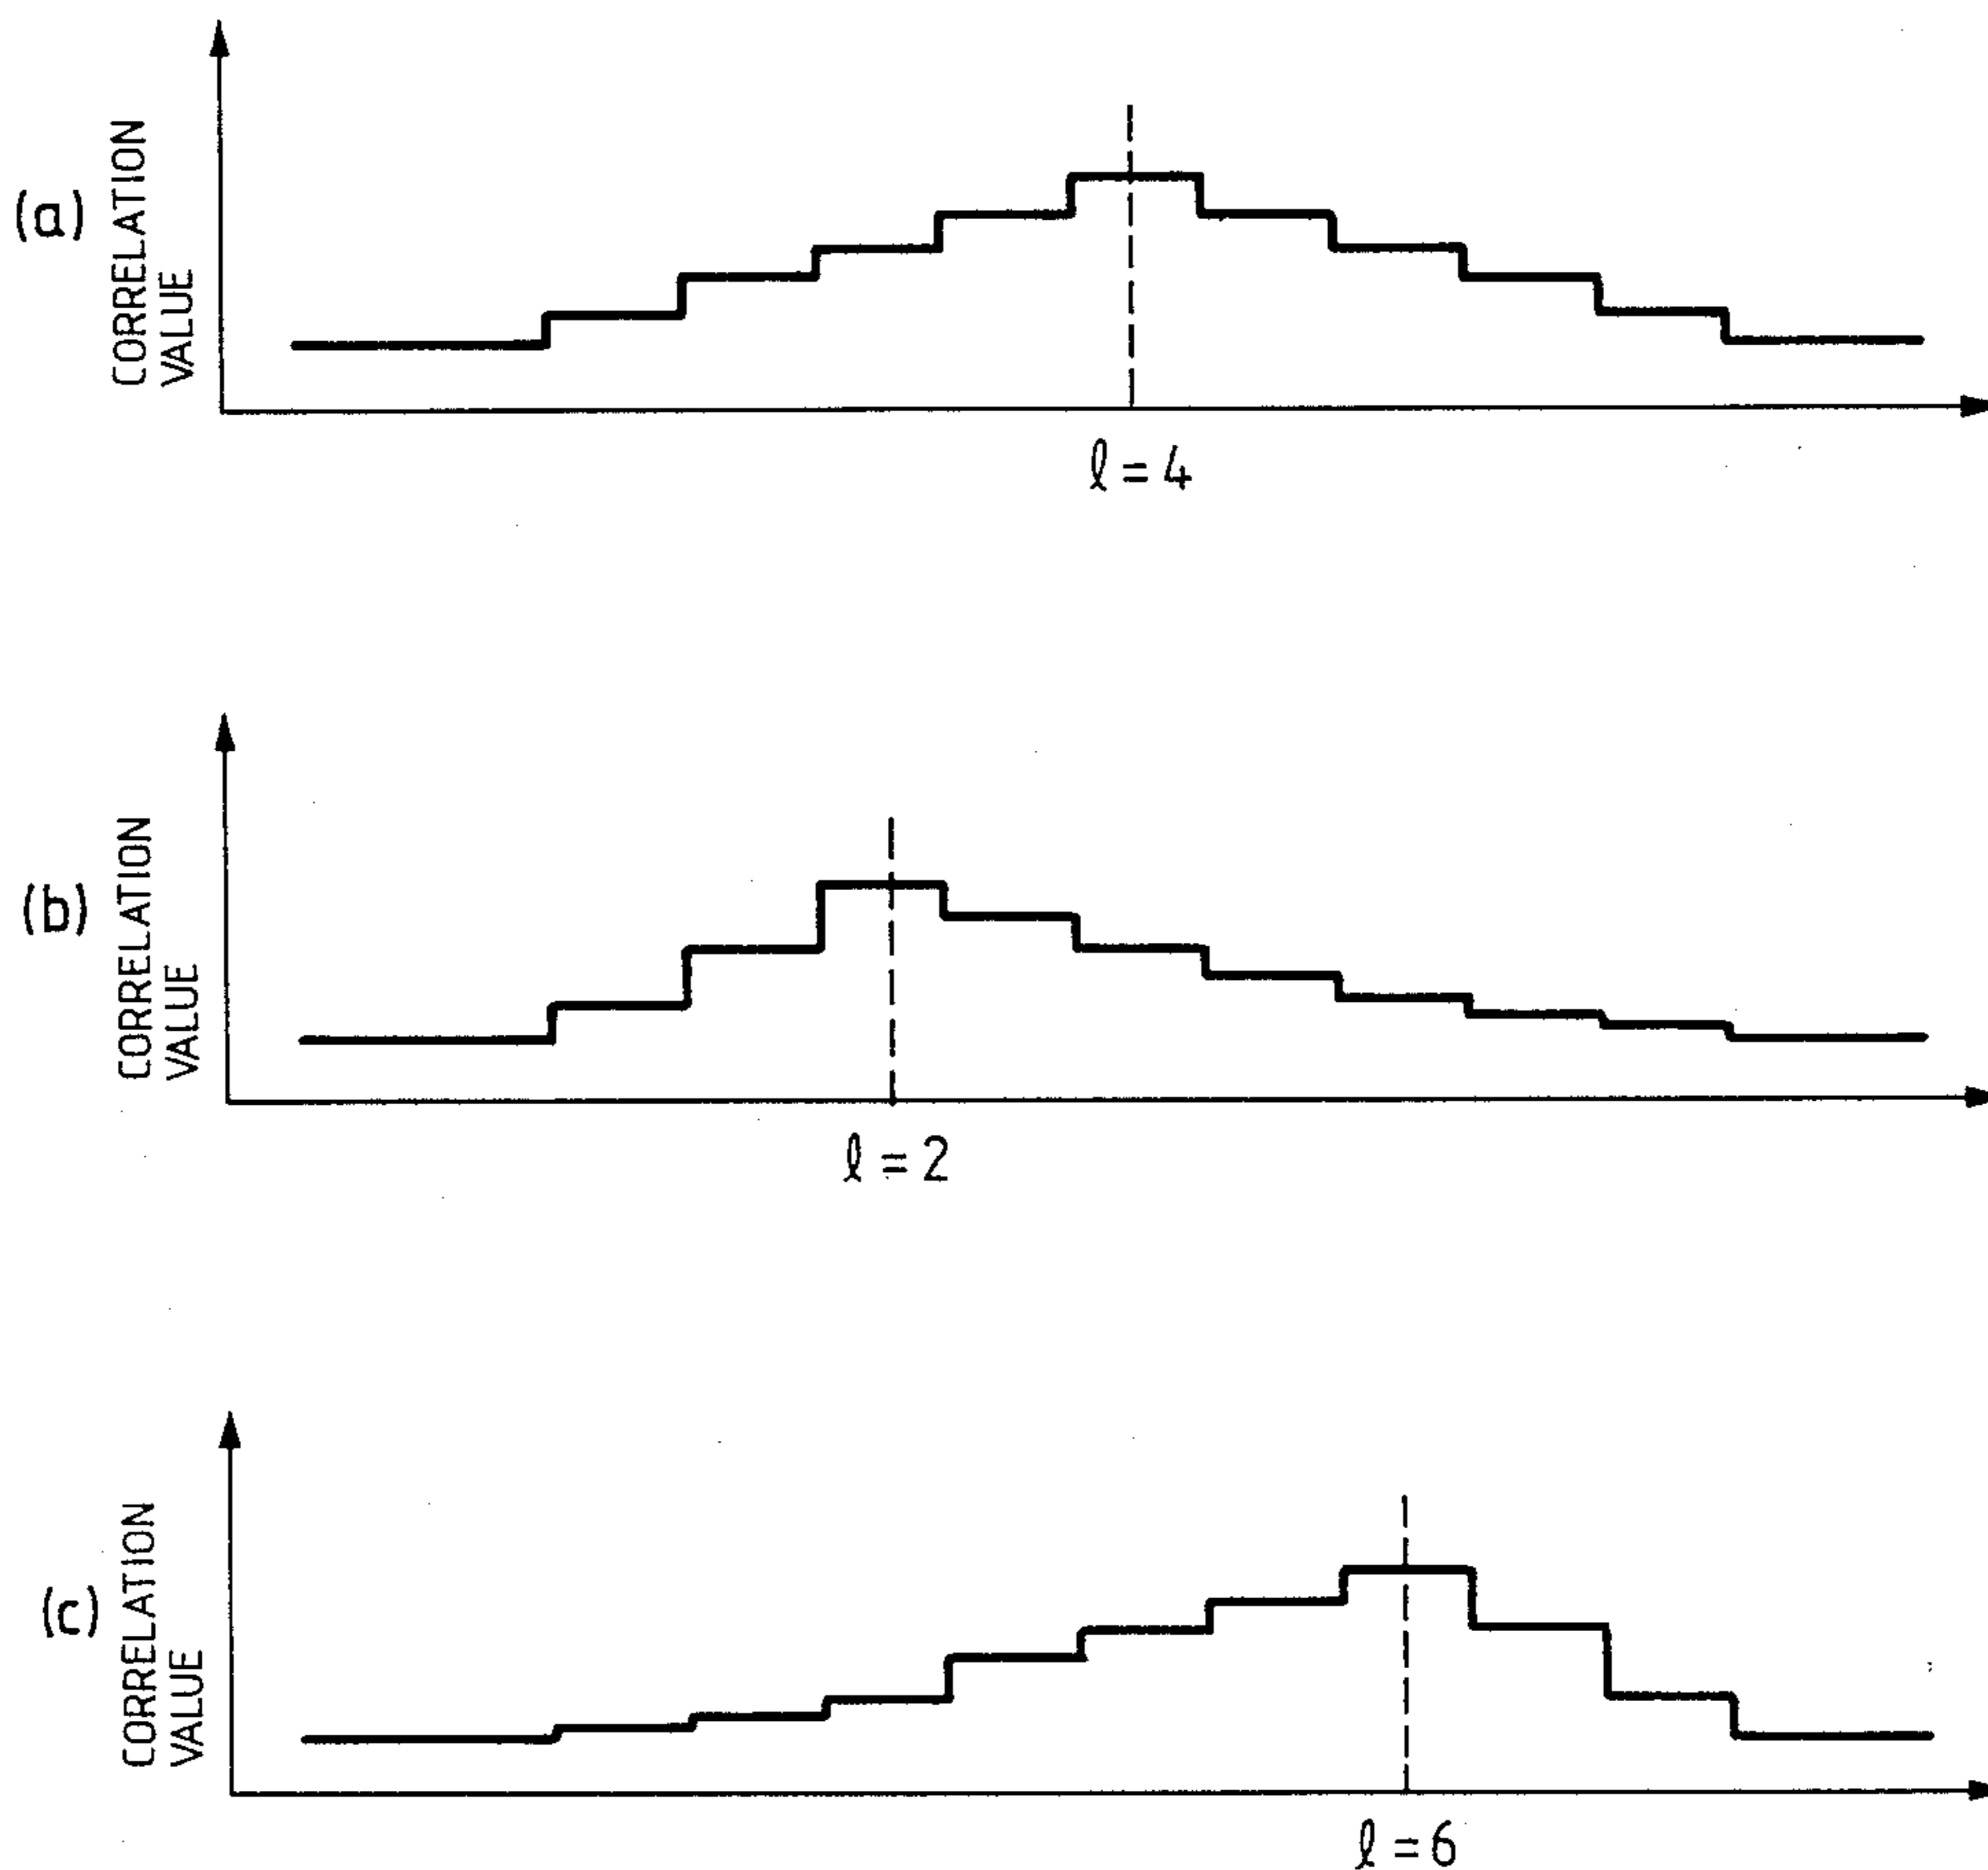 (a)
CORRELATION
VALUE
ℓ = 4
(b)
CORRELATION
VALUE
ℓ = 2
(c)
CORRELATION
VALUE
ℓ = 6